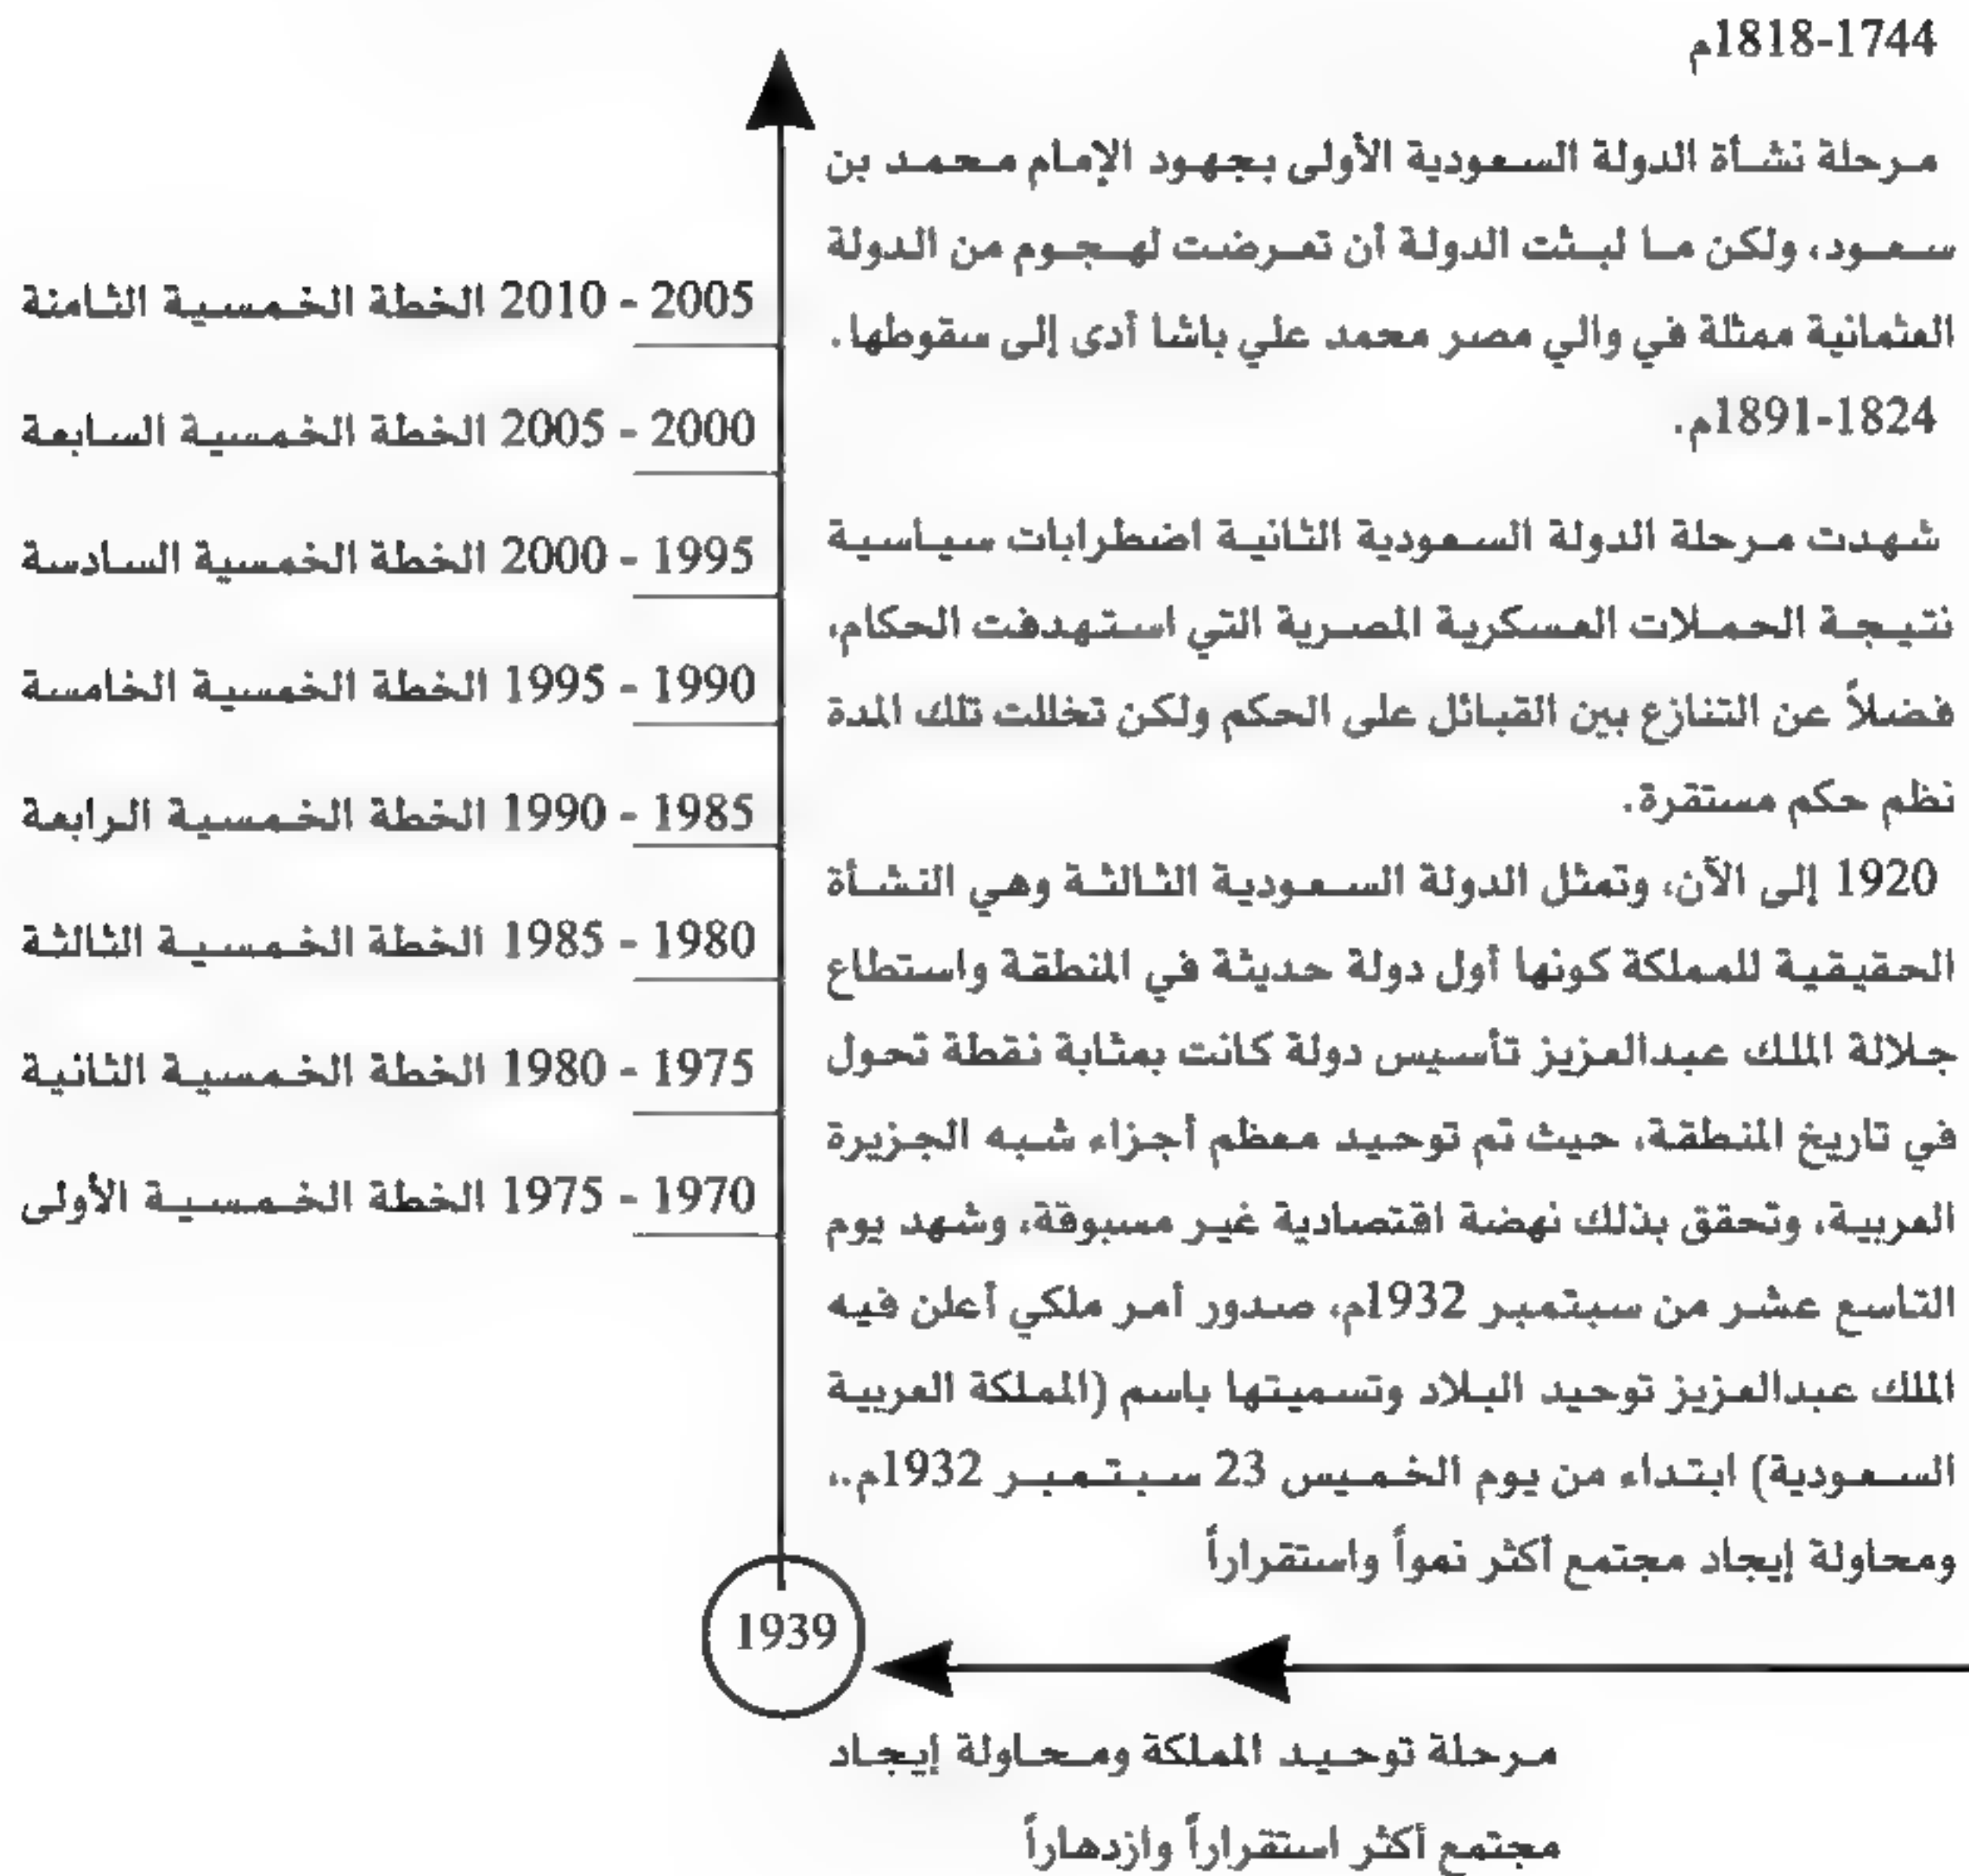 1744-1818م
مرحلة نشأة الدولة السعودية الأولى بجهود الإمام محمد بن
سعود، ولكن ما لبثت الدولة أن تعرضت لهجوم من الدولة
العثمانية ممثلة في والي مصر محمد علي باشا أدى إلى سقوطها.
1824-1891م.
شهدت مرحلة الدولة السعودية الثانية اضطرابات سياسية
نتيجة الحملات العسكرية المصرية التي استهدفت الحكام،
فضلاً عن التنازع بين القبائل على الحكم ولكن تخللت تلك المدة
نظم حكم مستقرة.
1920 إلى الآن، وتمثل الدولة السعودية الثالثة وهي النشأة
الحقيقية للمملكة كونها أول دولة حديثة في المنطقة واستطاع
جلالة الملك عبدالعزيز تأسيس دولة كانت بمثابة نقطة تحول
في تاريخ المنطقة، حيث تم توحيد معظم أجزاء شبه الجزيرة
العربية، وتحقق بذلك نهضة اقتصادية غير مسبوقة، وشهد يوم
التاسع عشر من سبتمبر 1932م، صدور أمر ملكي أعلن فيه
الملك عبدالعزيز توحيد البلاد وتسميتها باسم (المملكة العربية
السعودية) ابتداء من يوم الخميس 23 سبتمبر 1932م.،
ومحاولة إيجاد مجتمع أكثر نمواً واستقراراً
2005 - 2010 الخطة الخمسية الثامنة
2000 - 2005 الخطة الخمسية السابعة
1995 - 2000 الخطة الخمسية السادسة
1990 - 1995 الخطة الخمسية الخامسة
1985 - 1990 الخطة الخمسية الرابعة
1980 - 1985 الخطة الخمسية الثالثة
1975 - 1980 الخطة الخمسية الثانية
1970 - 1975 الخطة الخمسية الأولى
1939
مرحلة توحيد المملكة ومحاولة إيجاد
مجتمع أكثر استقراراً وازدهاراً